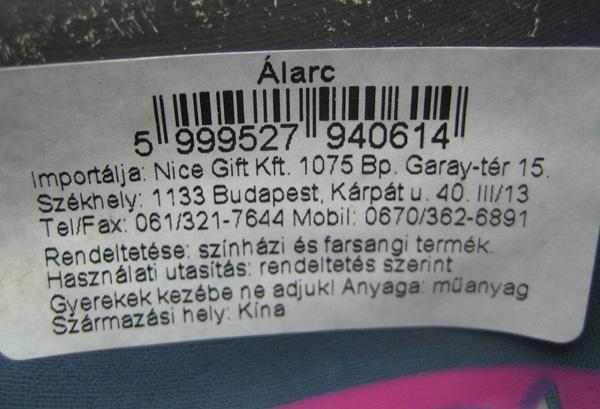 Álarc
5 999527 940614
Importálja: Nice Gift Kft. 1075 Bp. Garay-tér 15.
Székhely: 1133 Budapest, Kárpát u. 40. III/13
Tel/Fax: 061/321-7644 Mobil: 0670/362-6891
Rendeltetése: színházi és farsangi termék.
Használati utasítás: rendeltetés szerint
Gyerekek kezébe ne adjuk! Anyaga: műanyag
Származási hely: Kína